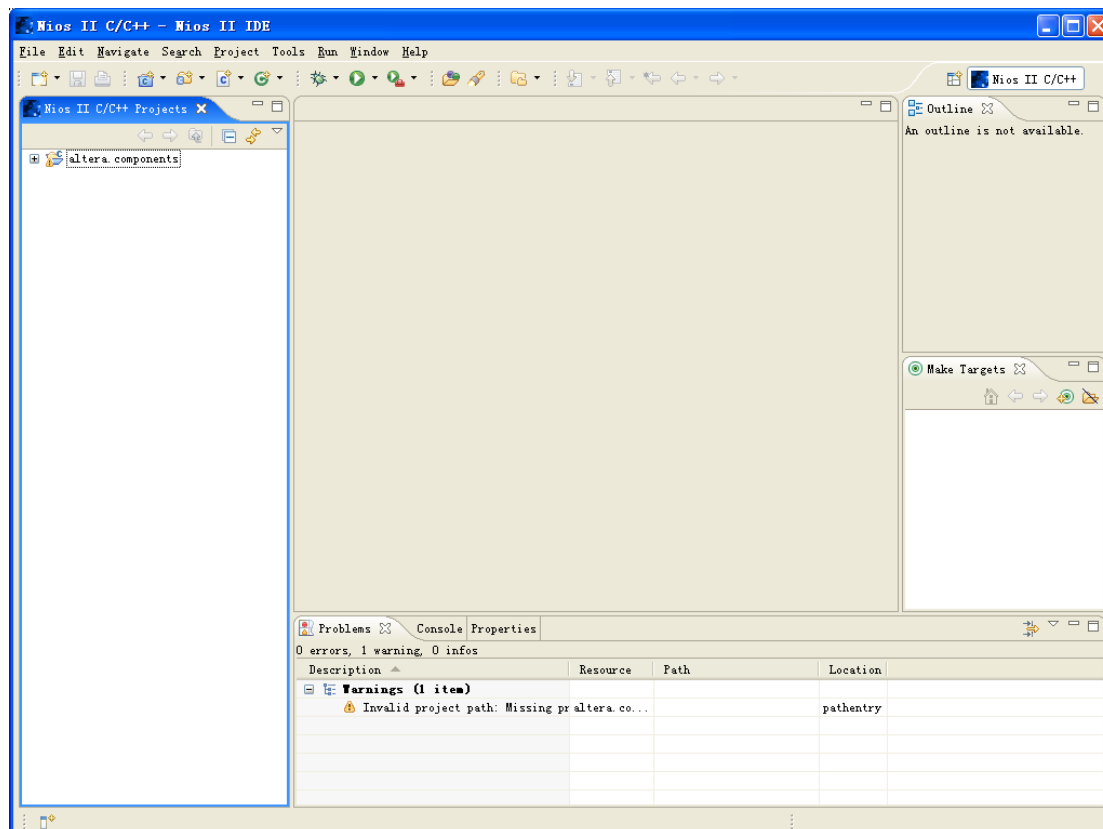 Nios II C/C++ - Nios II IDE
File Edit Navigate Search Project Tools Run Window Help
Nios II C/C++
Nios II C/C++ Projects
altera.components
Outline
An outline is not available.
Make Targets
Problems Console Properties
0 errors, 1 warning, 0 infos
Description Resource Path Location
Warnings (1 item)
Invalid project path: Missing pr altera.co... pathentry